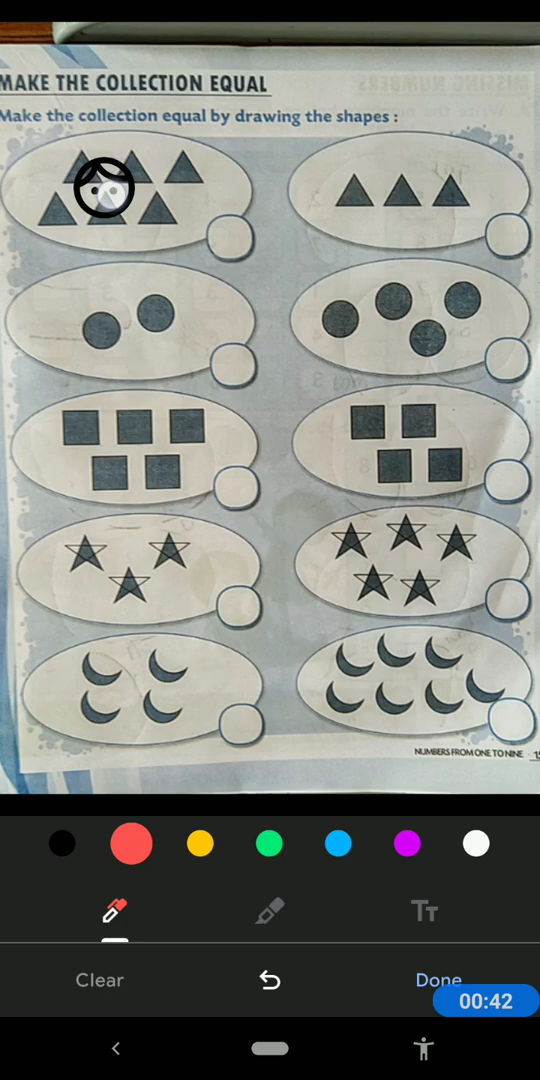 MAKE THE COLLECTION EQUAL
Make the collection equal by drawing the shapes :
NUMBERS FROM ONE TO NINE
Clear
Done
00:42